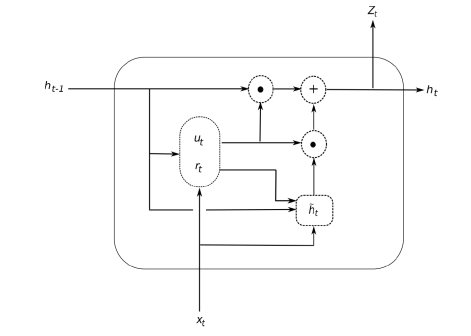 Z_t
h_{t-1}
+
h_t
u_t
r_t
h̃_t
x_t